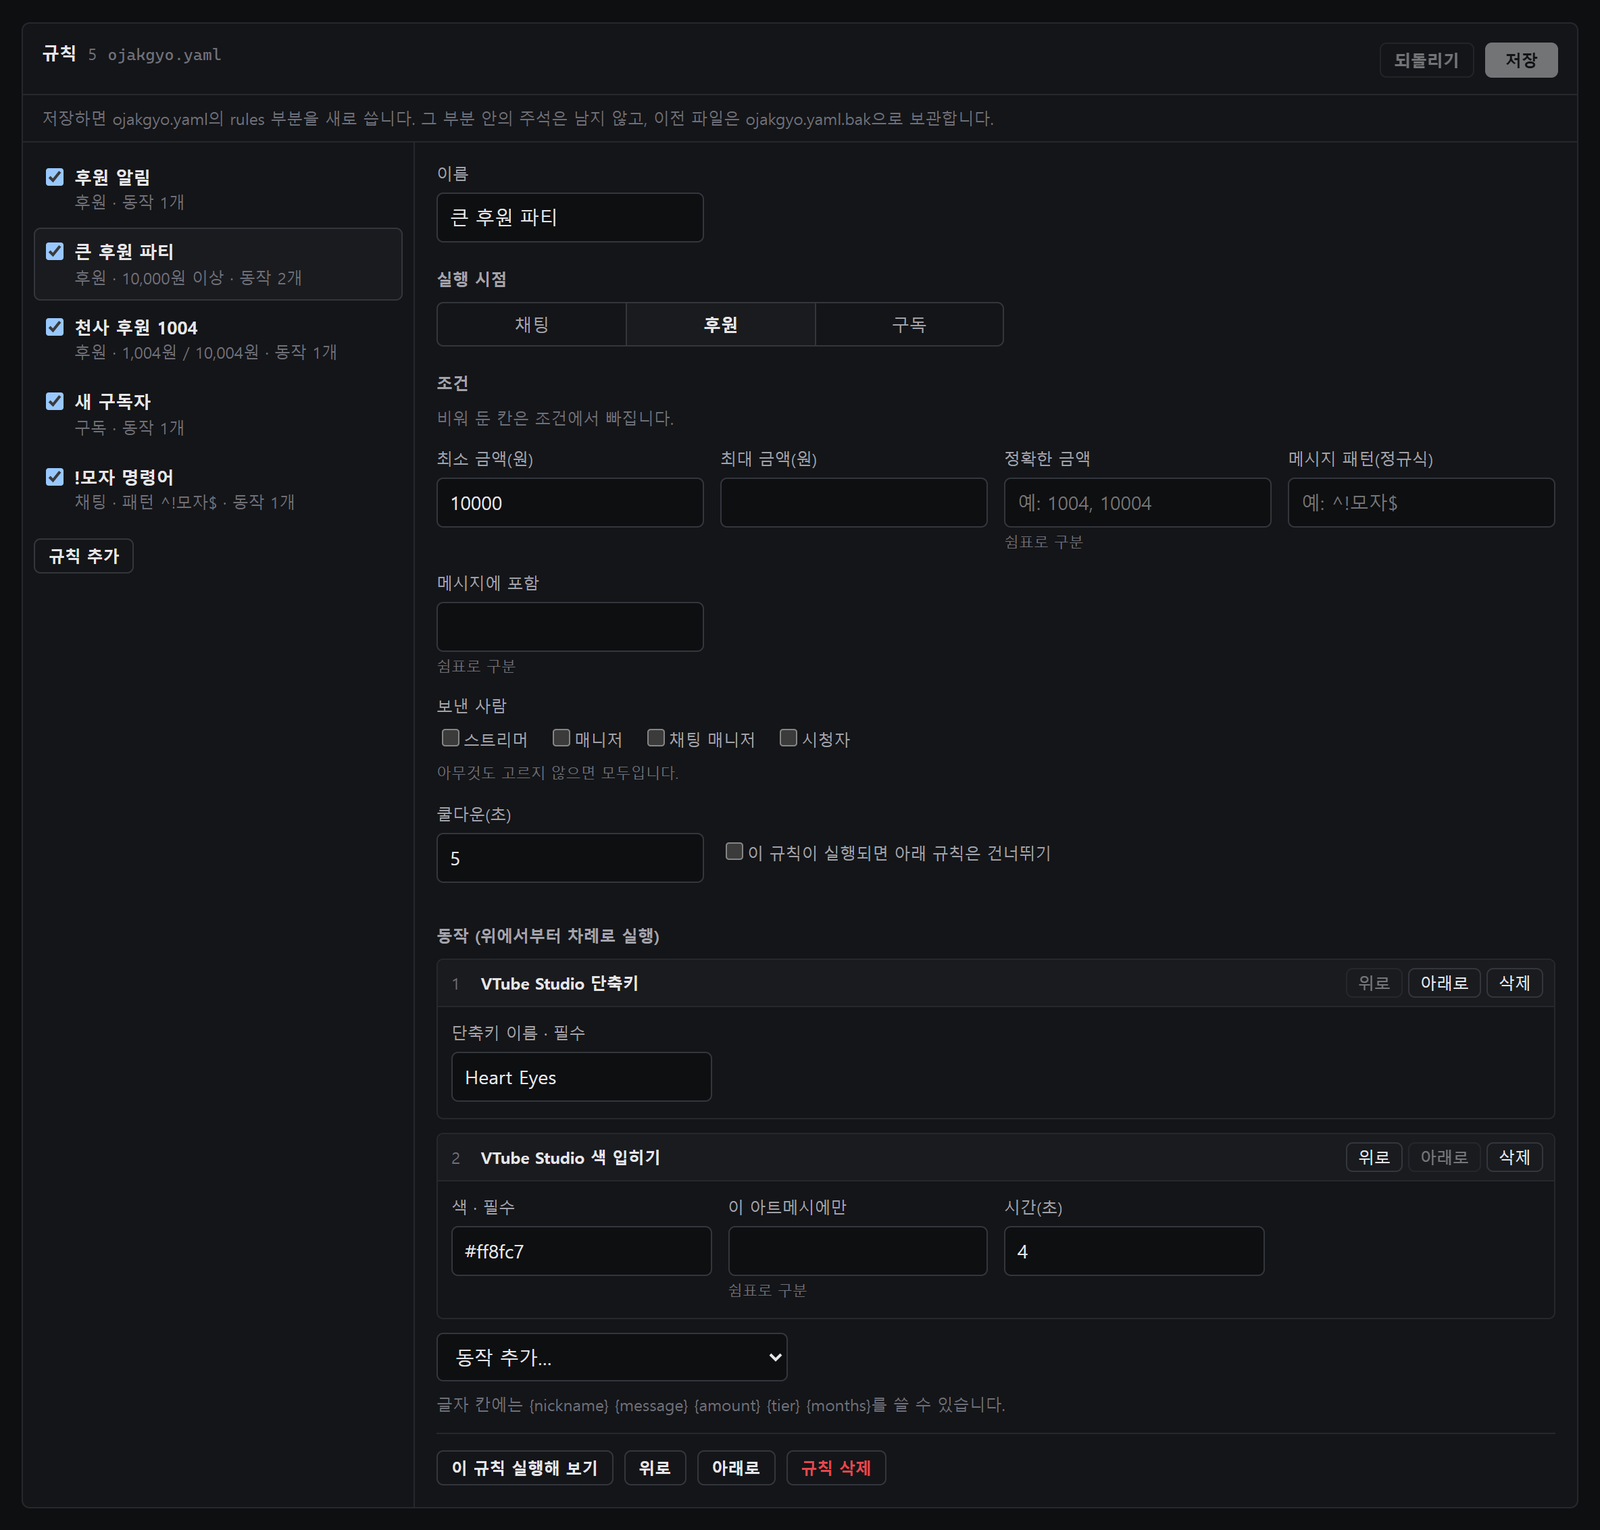 규칙 5 ojakgyo.yaml
되돌리기 저장
저장하면 ojakgyo.yaml의 rules 부분을 새로 씁니다. 그 부분 안의 주석은 남지 않고, 이전 파일은 ojakgyo.yaml.bak으로 보관합니다.
후원 알림
후원 · 동작 1개
큰 후원 파티
후원 · 10,000원 이상 · 동작 2개
천사 후원 1004
후원 · 1,004원 / 10,004원 · 동작 1개
새 구독자
구독 · 동작 1개
!모자 명령어
채팅 · 패턴 ^!모자$ · 동작 1개
규칙 추가
이름
큰 후원 파티
실행 시점
채팅 후원 구독
조건
비워 둔 칸은 조건에서 빠집니다.
최소 금액(원) 최대 금액(원) 정확한 금액 메시지 패턴(정규식)
10000 예: 1004, 10004 예: ^!모자$
쉼표로 구분
메시지에 포함
쉼표로 구분
보낸 사람
스트리머 매니저 채팅 매니저 시청자
아무것도 고르지 않으면 모두입니다.
쿨다운(초)
5 이 규칙이 실행되면 아래 규칙은 건너뛰기
동작 (위에서부터 차례로 실행)
1 VTube Studio 단축키 위로 아래로 삭제
단축키 이름 · 필수
Heart Eyes
2 VTube Studio 색 입히기 위로 아래로 삭제
색 · 필수 이 아트메시에만 시간(초)
#ff8fc7 4
쉼표로 구분
동작 추가...
글자 칸에는 {nickname} {message} {amount} {tier} {months}를 쓸 수 있습니다.
이 규칙 실행해 보기 위로 아래로 규칙 삭제